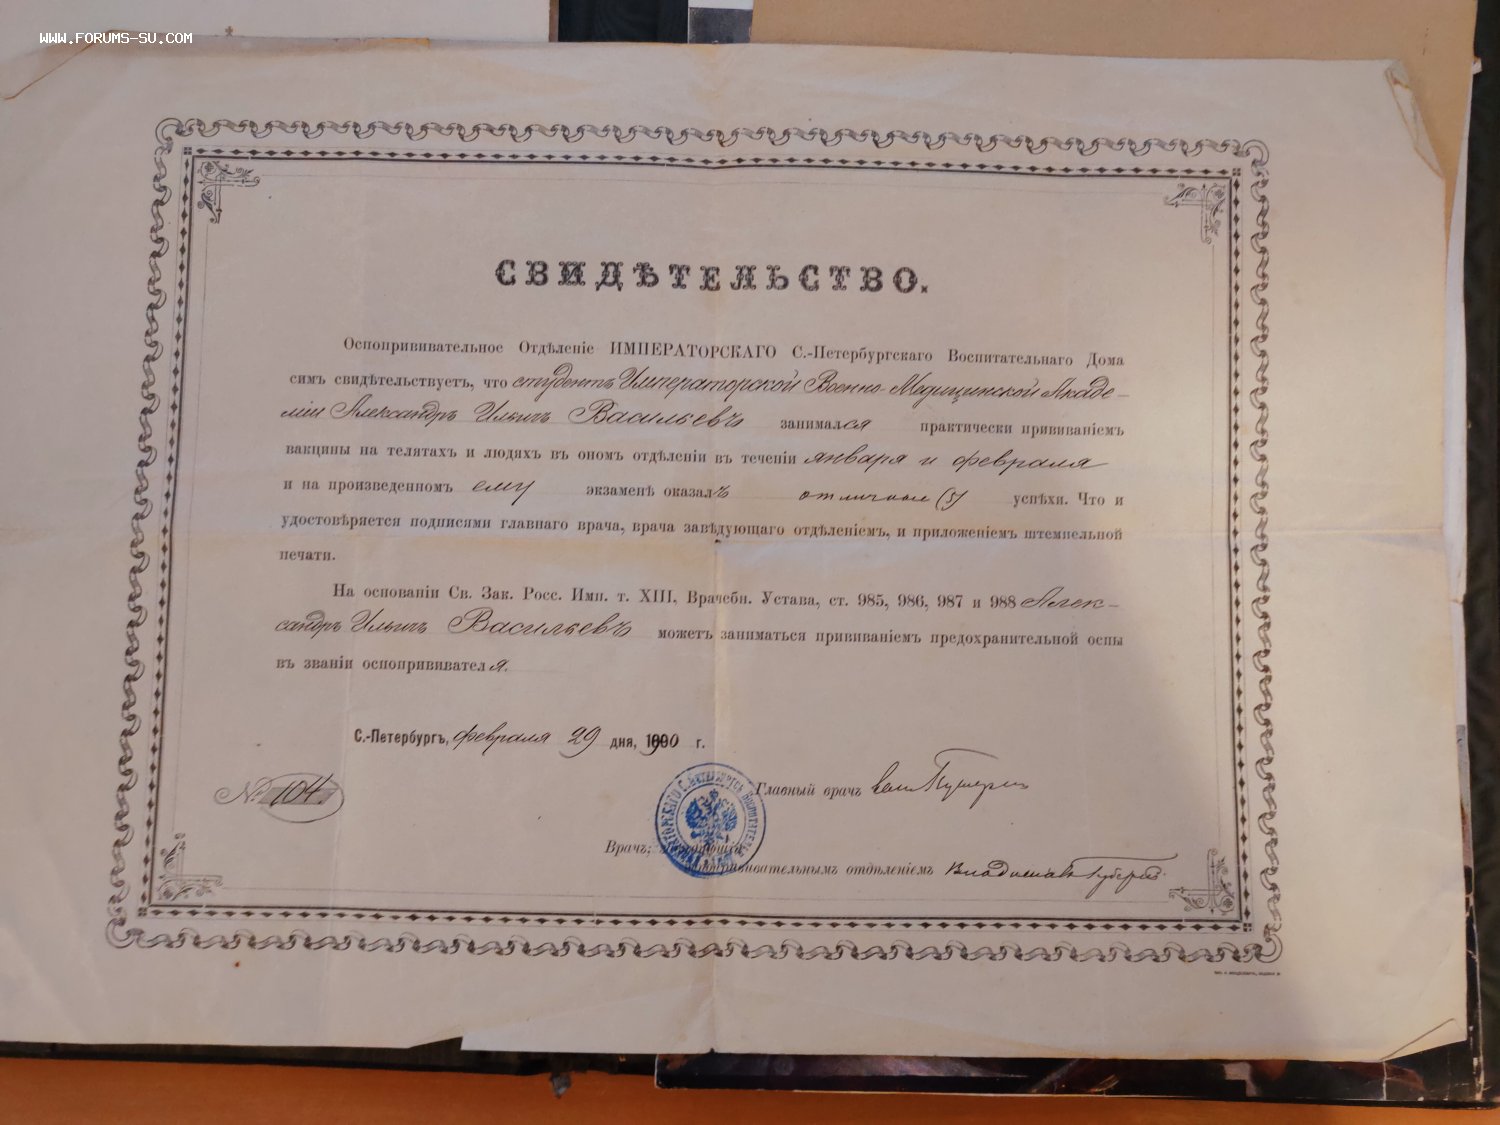 WWW.FORUMS-SU.COM
СВИДѢТЕЛЬСТВО.
Оспопрививательное Отдѣленіе ИМПЕРАТОРСКАГО С.-Петербургскаго Воспитательнаго Дома
симъ свидѣтельствуетъ, что студентъ Императорской Военно-Медицинской Акаде-
міи Александръ Ильичъ Васильевъ занимался практически прививаніемъ
вакцины на телятахъ и людяхъ въ ономъ отдѣленіи въ теченіи января и февраля
и на произведенномъ ему экзаменѣ оказалъ отличные (5) успѣхи. Что и
удостовѣряется подписями главнаго врача, врача завѣдующаго отдѣленіемъ, и приложеніемъ штемпельной
печати.
На основаніи Св. Зак. Росс. Имп. т. XIII, Врачебн. Устава, ст. 985, 986, 987 и 988 Алек-
сандръ Ильичъ Васильевъ можетъ заниматься прививаніемъ предохранительной оспы
въ званіи оспопрививателя.
С.-Петербургъ, февраля 29 дня, 1900 г.
№ 104.
Главный врачъ
Врачъ,
отдѣленіемъ Владиславъ Губертъ